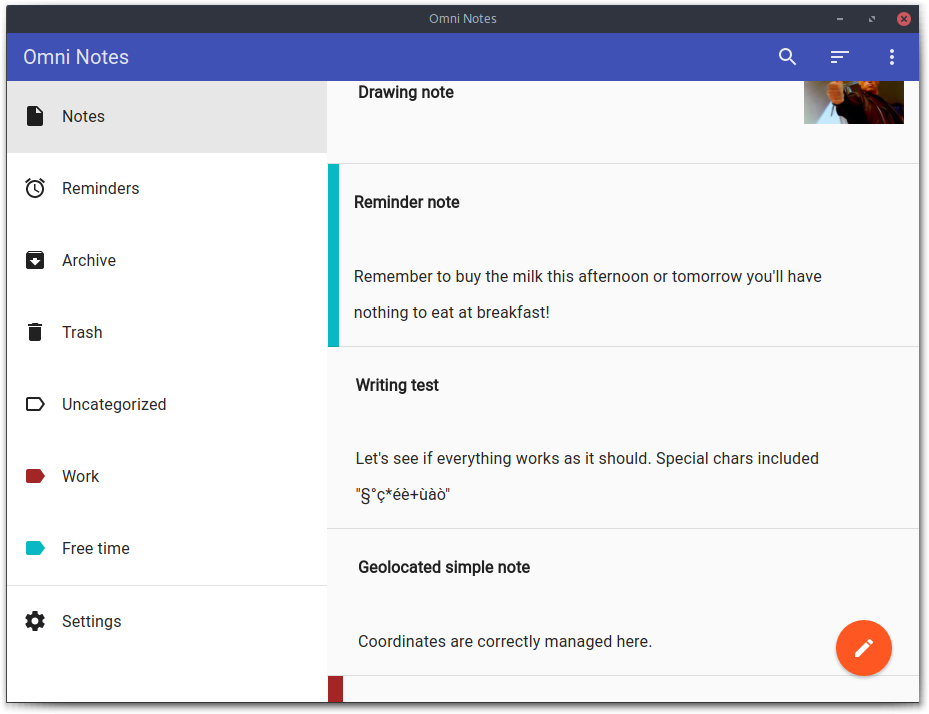 Omni Notes
Omni Notes
Notes
Reminders
Archive
Trash
Uncategorized
Work
Free time
Settings
Drawing note
Reminder note
Remember to buy the milk this afternoon or tomorrow you'll have
nothing to eat at breakfast!
Writing test
Let's see if everything works as it should. Special chars included
"§°ç*éè+ùàò"
Geolocated simple note
Coordinates are correctly managed here.